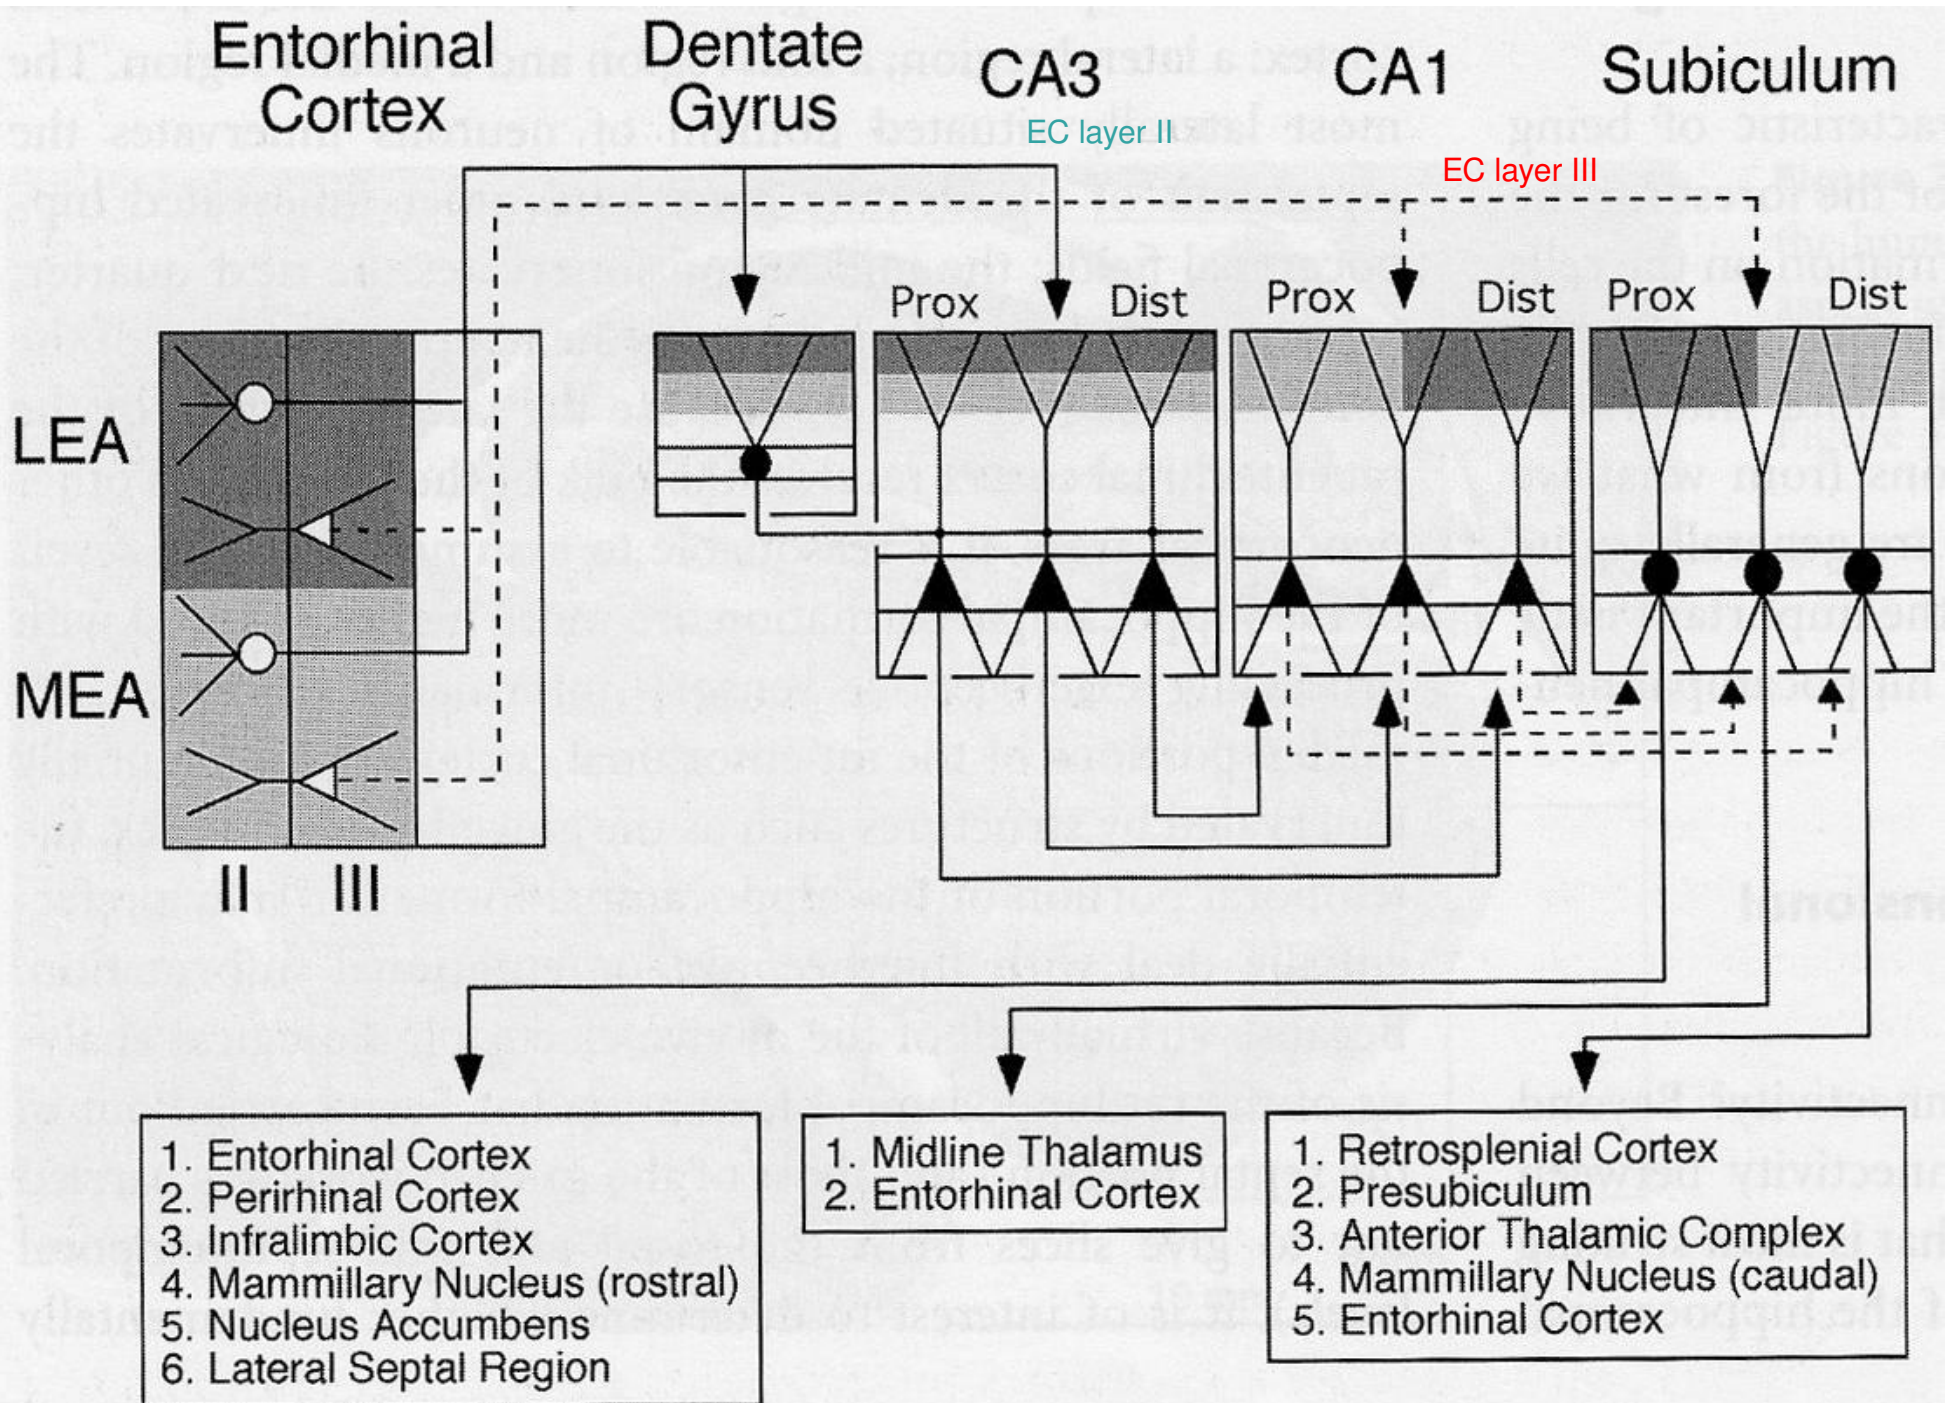 Entorhinal
Cortex
Dentate
Gyrus
CA3
CA1
Subiculum
EC layer II
EC layer III
Prox
Dist
Prox
Dist
Prox
Dist
LEA
MEA
II
III
1. Entorhinal Cortex
2. Perirhinal Cortex
3. Infralimbic Cortex
4. Mammillary Nucleus (rostral)
5. Nucleus Accumbens
6. Lateral Septal Region
1. Midline Thalamus
2. Entorhinal Cortex
1. Retrosplenial Cortex
2. Presubiculum
3. Anterior Thalamic Complex
4. Mammillary Nucleus (caudal)
5. Entorhinal Cortex